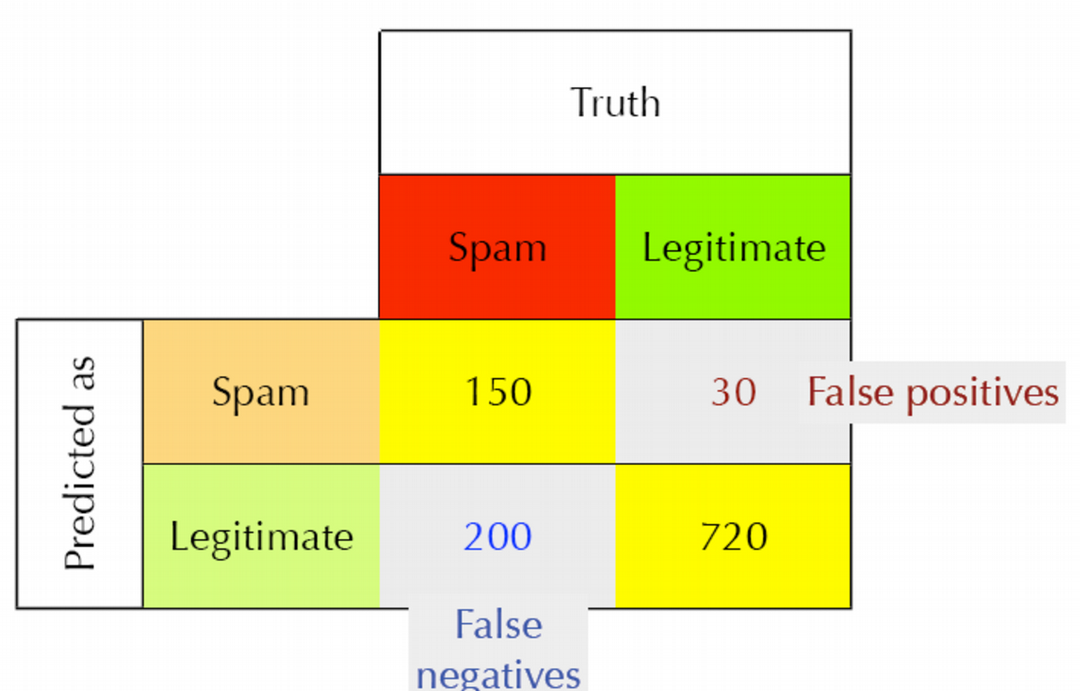 Truth
Spam Legitimate
Predicted as
Spam 150 30 False positives
Legitimate 200 720
False
negatives